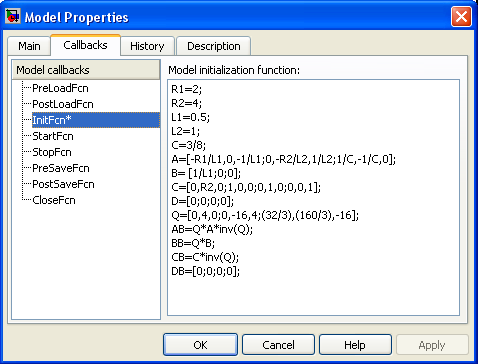 Model Properties
Main Callbacks History Description
Model callbacks
PreLoadFcn
PostLoadFcn
InitFcn*
StartFcn
StopFcn
PreSaveFcn
PostSaveFcn
CloseFcn
Model initialization function:
R1=2;
R2=4;
L1=0.5;
L2=1;
C=3/8;
A=[-R1/L1,0,-1/L1;0,-R2/L2,1/L2;1/C,-1/C,0];
B= [1/L1;0;0];
C=[0,R2,0;1,0,0;0,1,0;0,0,1];
D=[0;0;0;0];
Q=[0,4,0;0,-16,4;(32/3),(160/3),-16];
AB=Q*A*inv(Q);
BB=Q*B;
CB=C*inv(Q);
DB=[0;0;0;0];
OK Cancel Help Apply